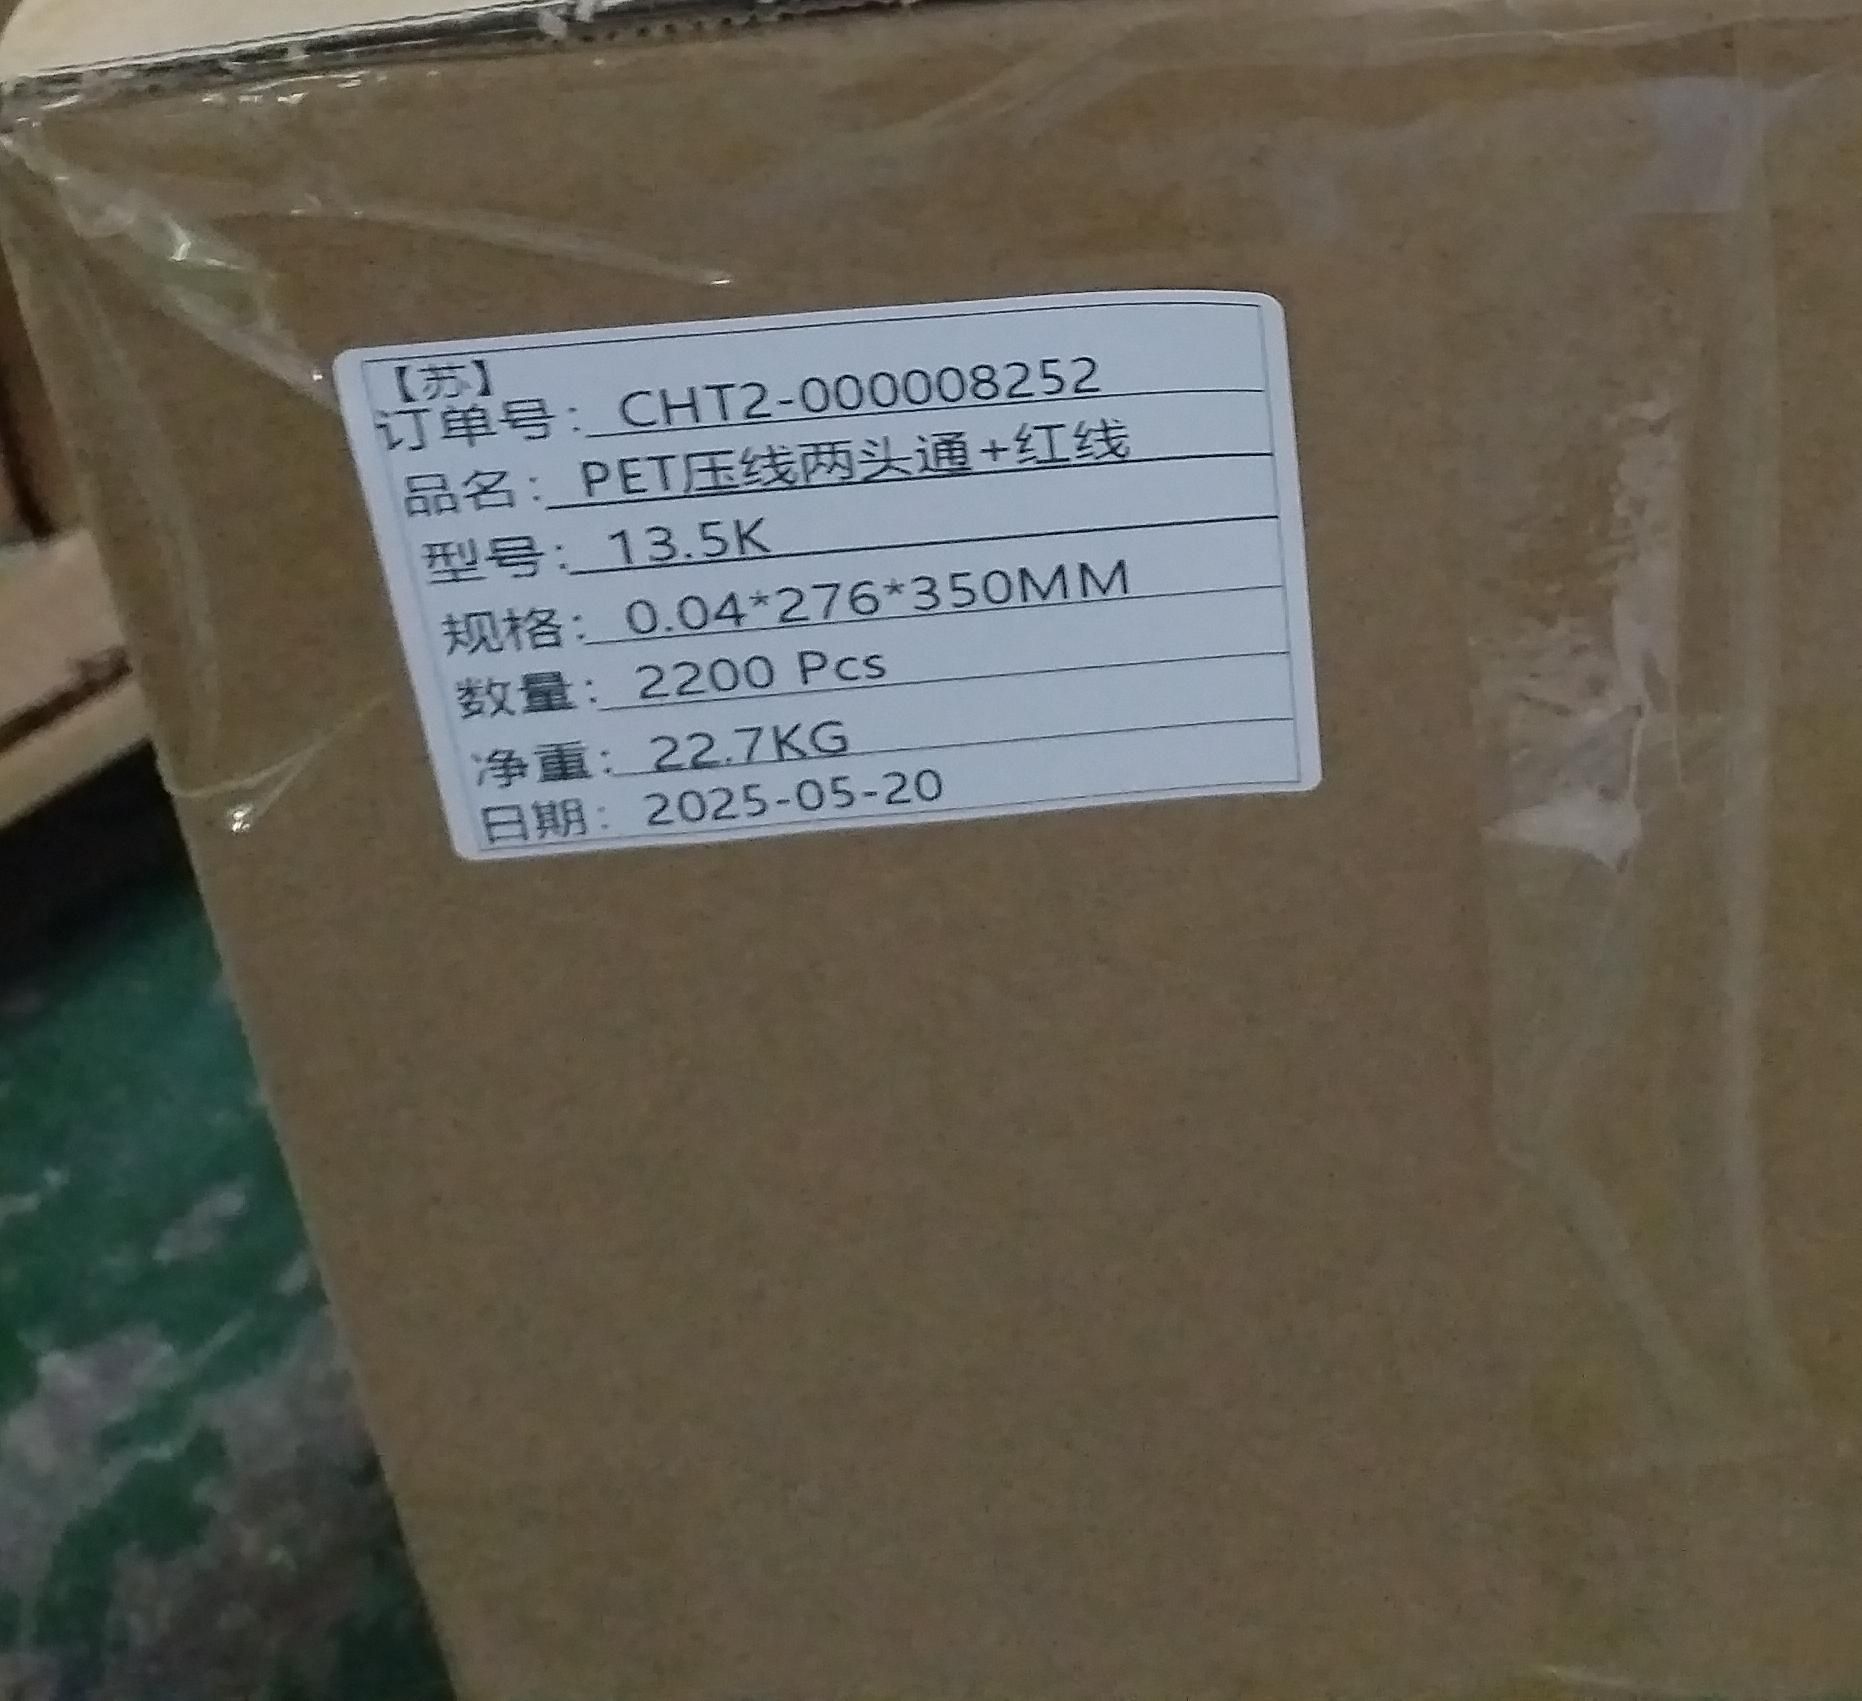 【苏】
订单号: CHT2-000008252
品名: PET压线两头通+红线
型号: 13.5K
规格: 0.04*276*350MM
数量: 2200 Pcs
净重: 22.7KG
日期: 2025-05-20